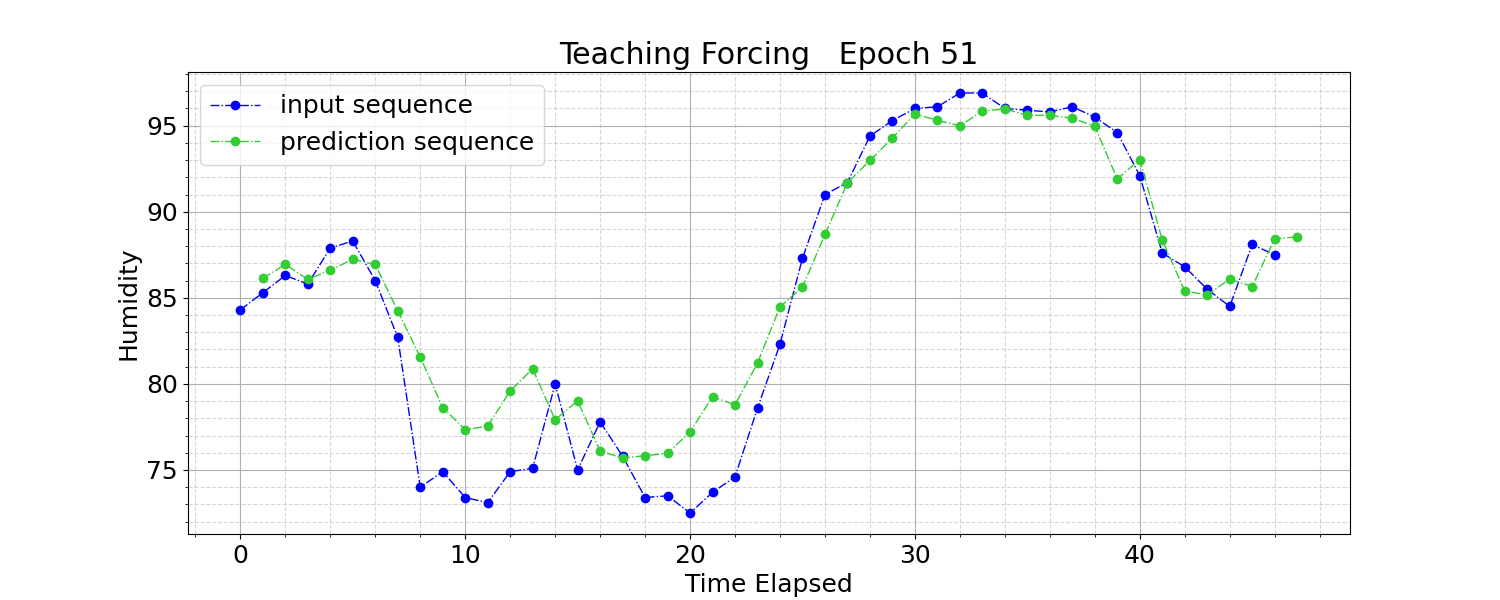 Teaching Forcing   Epoch 51
input sequence
prediction sequence
Humidity
95
90
85
80
75
0 10 20 30 40
Time Elapsed